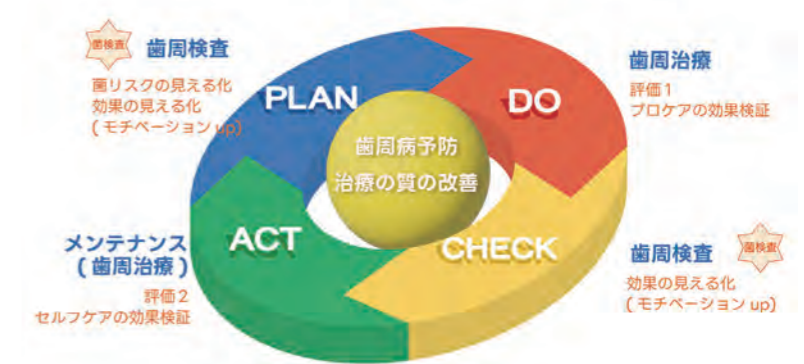 菌検査
歯周検査
菌リスクの見える化
効果の見える化
(モチベーションup)
PLAN
DO
歯周治療
評価1
プロケアの効果検証
歯周病予防
治療の質の改善
メンテナンス
(歯周治療)
評価2
セルフケアの効果検証
ACT
CHECK
歯周検査
菌検査
効果の見える化
(モチベーションup)